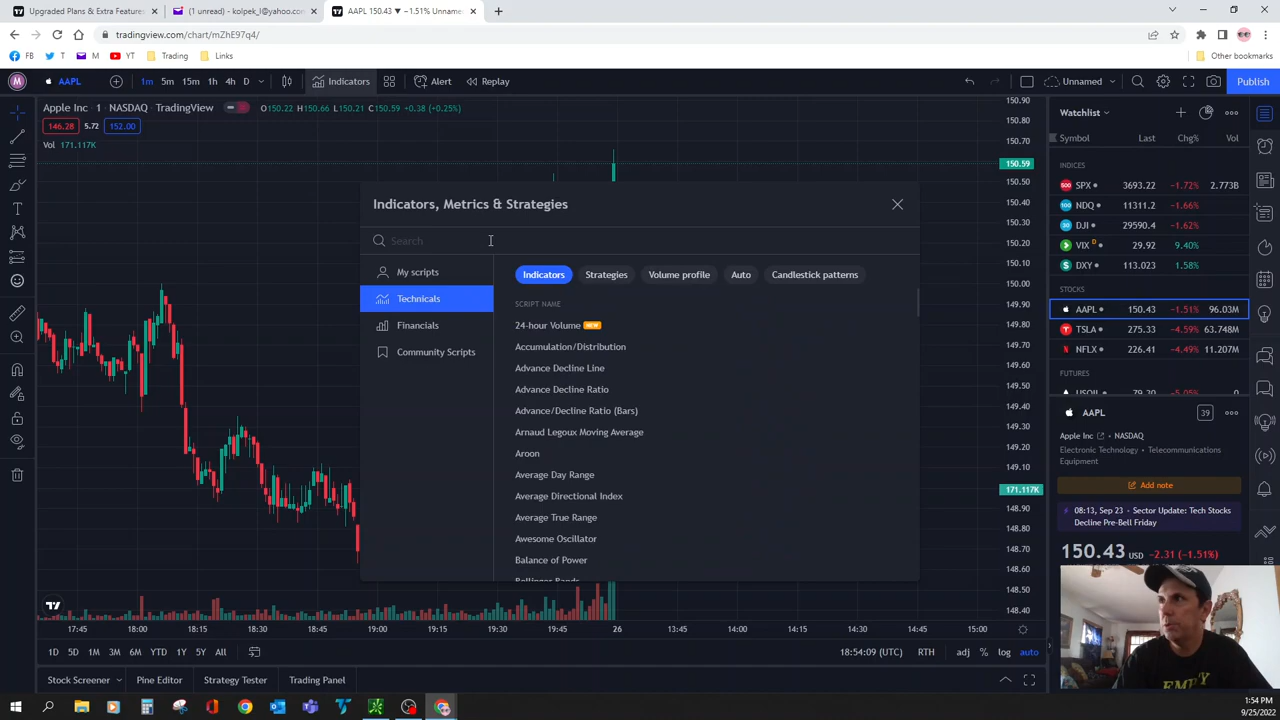 Upgraded Plans & Extra Features
(1 unread) - kolpek_l@yahoo.com
AAPL 150.43 ▼ −1.51% Unname
tradingview.com/chart/mZhE97q4/
FB
T
M
YT
Trading
Links
Other bookmarks
M
AAPL
1m 5m 15m 1h 4h D
Indicators
Alert
Replay
Unnamed
Publish
Apple Inc · 1 · NASDAQ · TradingView
O150.22 H150.66 L150.21 C150.59 +0.38 (+0.25%)
146.28 5.72 152.00
Vol 171.117K
Indicators, Metrics & Strategies
Search
My scripts
Technicals
Financials
Community Scripts
Indicators
Strategies
Volume profile
Auto
Candlestick patterns
SCRIPT NAME
24-hour Volume NEW
Accumulation/Distribution
Advance Decline Line
Advance Decline Ratio
Advance/Decline Ratio (Bars)
Arnaud Legoux Moving Average
Aroon
Average Day Range
Average Directional Index
Average True Range
Awesome Oscillator
Balance of Power
Bollinger Bands
150.90
150.80
150.70
150.59
150.50
150.40
150.30
150.20
150.10
150.00
149.90
149.80
149.70
149.60
149.50
149.40
149.30
149.20
149.10
149.00
171.117K
148.80
148.70
148.60
148.50
148.40
17:45 18:00 18:15 18:30 18:45 19:00 19:15 19:30 19:45 26 13:45 14:00 14:15 14:30 14:45 15:00
1D 5D 1M 3M 6M YTD 1Y 5Y All
18:54:09 (UTC)
RTH
adj
%
log
auto
Stock Screener
Pine Editor
Strategy Tester
Trading Panel
Watchlist
Symbol Last Chg% Vol
INDICES
SPX 3693.22 −1.72% 2.773B
NDQ 11311.2 −1.66%
DJI 29590.4 −1.62%
VIX D 29.92 9.40%
DXY 113.023 1.58%
STOCKS
AAPL 150.43 −1.51% 96.03M
TSLA 275.33 −4.59% 63.748M
NFLX 226.41 −4.49% 11.207M
FUTURES
USOIL 79.30 −5.05% 0
AAPL
39
Apple Inc · NASDAQ
Electronic Technology · Telecommunications
Equipment
Add note
08:13, Sep 23 · Sector Update: Tech Stocks
Decline Pre-Bell Friday
150.43 USD −2.31 (−1.51%)
1:54 PM
9/25/2022